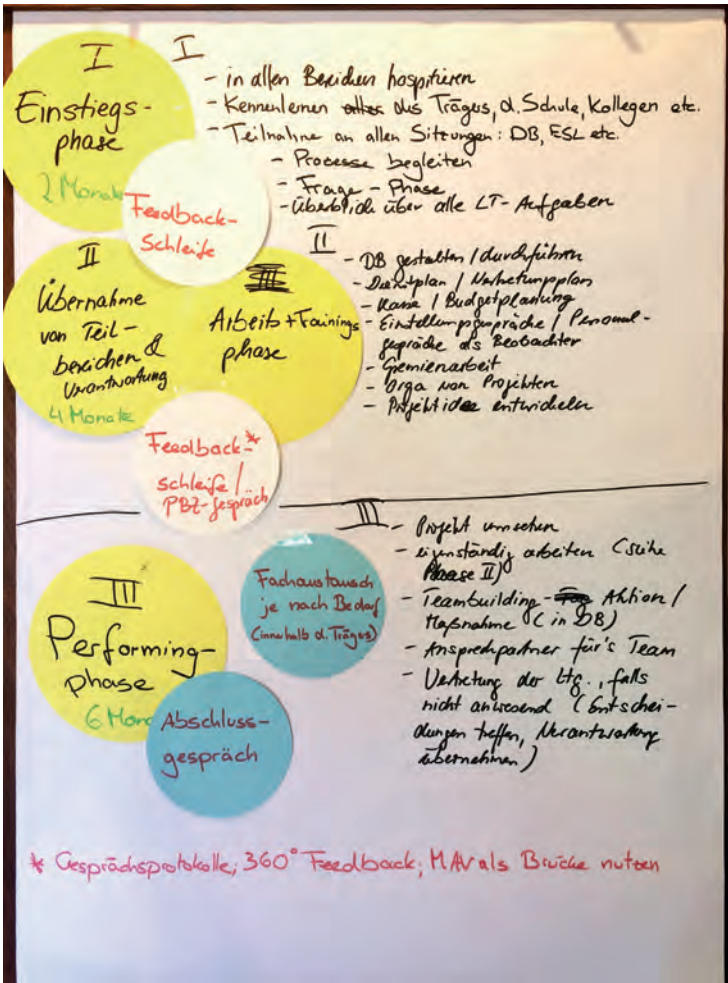 I
Einstiegs-
phase
2 Monate
Feedback-
Schleife
I
- in allen Bereichen hospitieren
- Kennenlernen des Trägers, d. Schule, Kollegen etc.
- Teilnahme an allen Sitzungen: DB, ESL etc.
- Processe begleiten
- Frage - Phase
- Überblick über alle LT-Aufgaben
II
Übernahme
von Teil-
bereichen &
Verantwortung
4 Monate
III
Arbeits + Trainings
phase
Feedback-*
schleife /
PBZ-gespräch
II
- DB gestalten / durchführen
- Dienstplan / Vertretungsplan
- Kasse / Budgetplanung
- Einstellungsgespräche / Personal-
gespräche als Beobachter
- Gremienarbeit
- Orga von Projekten
- Projektidee entwickeln
III
Performing-
phase
6 Mona
Fachaustausch
je nach Bedarf
(innerhalb d. Trägers)
Abschluss-
gespräch
III
- Projekt umsetzen
- eigenständig arbeiten (siehe
Phase II)
- Teambuilding - Aktion /
Maßnahme (in DB)
- Ansprechpartner für's Team
- Vertretung der Ltg., falls
nicht anwesend (Entschei-
dungen treffen, Verantwortung
übernehmen)
* Gesprächsprotokolle; 360° Feedback; MAV als Brücke nutzen